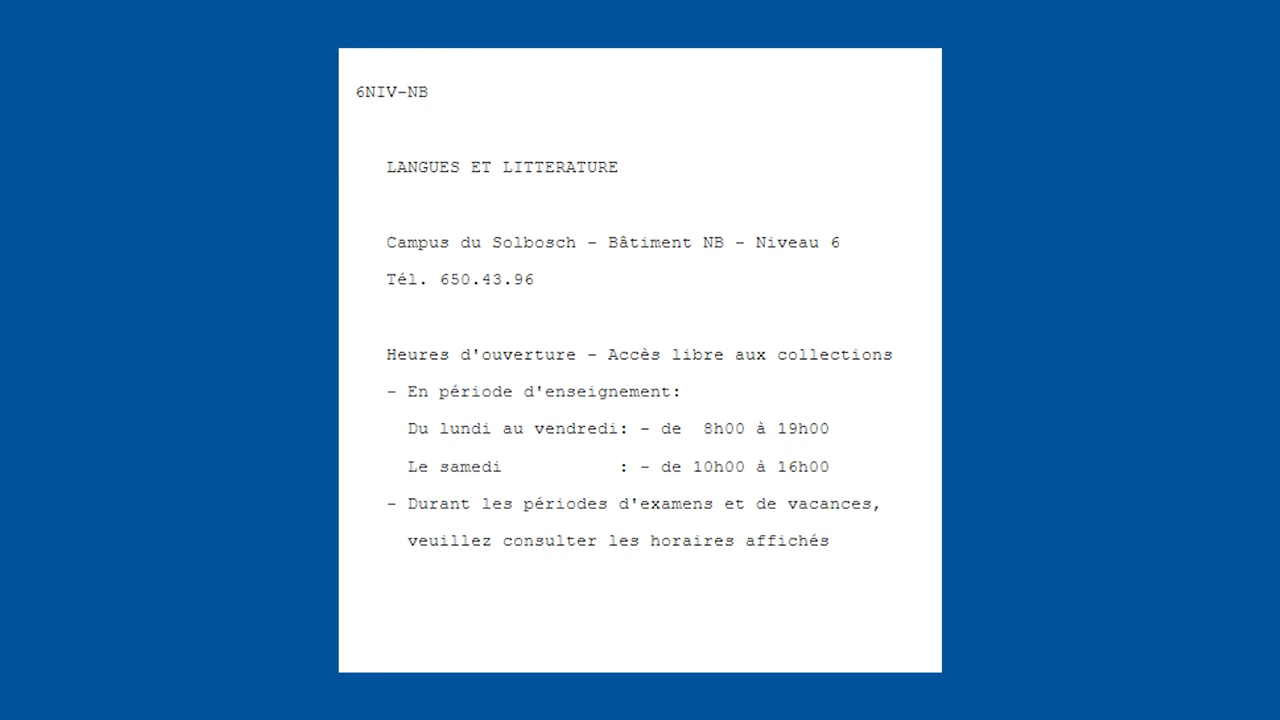 6NIV-NB
LANGUES ET LITTERATURE
Campus du Solbosch - Bâtiment NB - Niveau 6
Tél. 650.43.96
Heures d'ouverture - Accès libre aux collections
- En période d'enseignement:
Du lundi au vendredi: - de  8h00 à 19h00
Le samedi           : - de 10h00 à 16h00
- Durant les périodes d'examens et de vacances,
veuillez consulter les horaires affichés